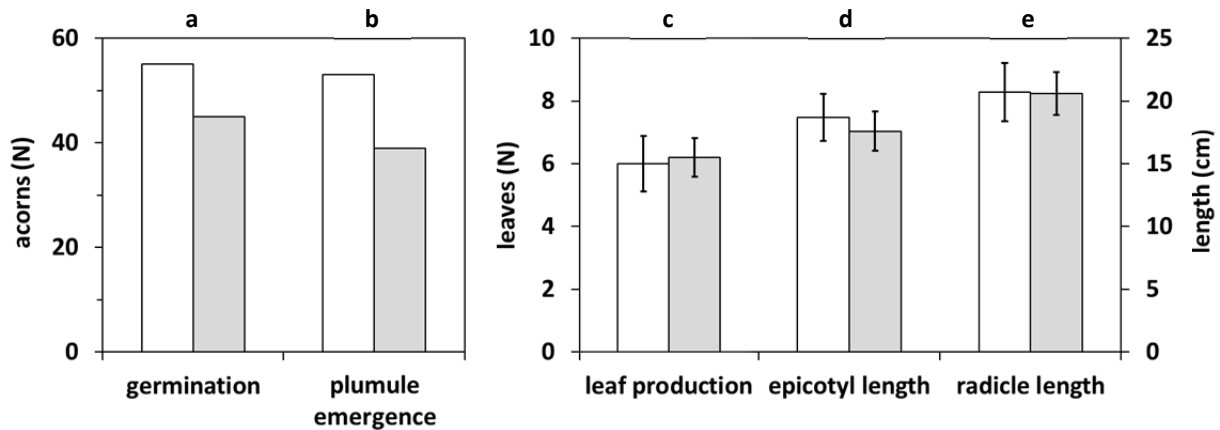 a
b
60
40
20
0
acorns (N)
germination
plumule
emergence
c
d
e
10
8
6
4
2
0
leaves (N)
25
20
15
10
5
0
length (cm)
leaf production
epicotyl length
radicle length